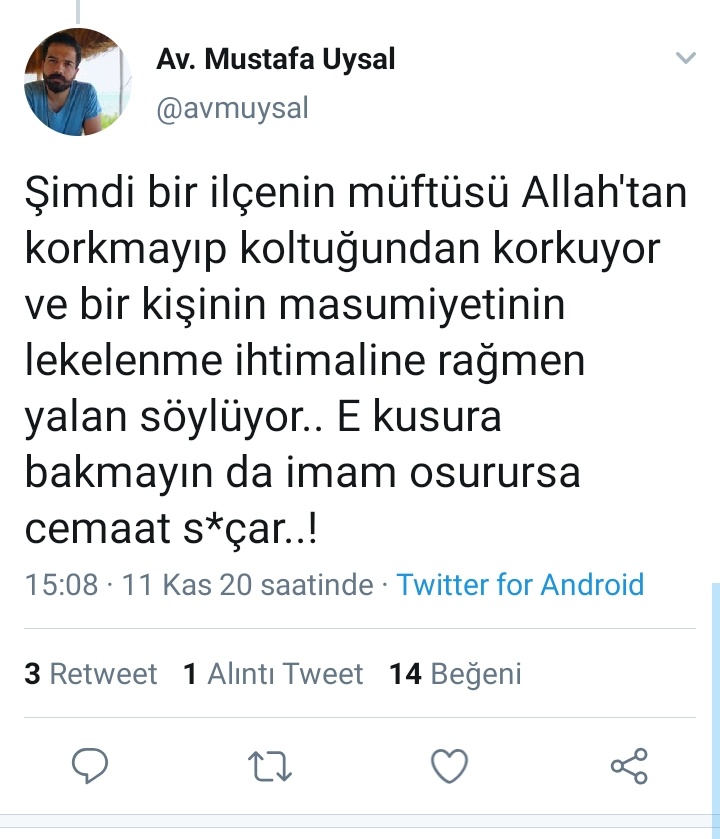 Av. Mustafa Uysal
@avmuysal
Şimdi bir ilçenin müftüsü Allah'tan
korkmayıp koltuğundan korkuyor
ve bir kişinin masumiyetinin
lekelenme ihtimaline rağmen
yalan söylüyor.. E kusura
bakmayın da imam osurursa
cemaat s*çar..!
15:08 · 11 Kas 20 saatinde · Twitter for Android
3 Retweet 1 Alıntı Tweet 14 Beğeni